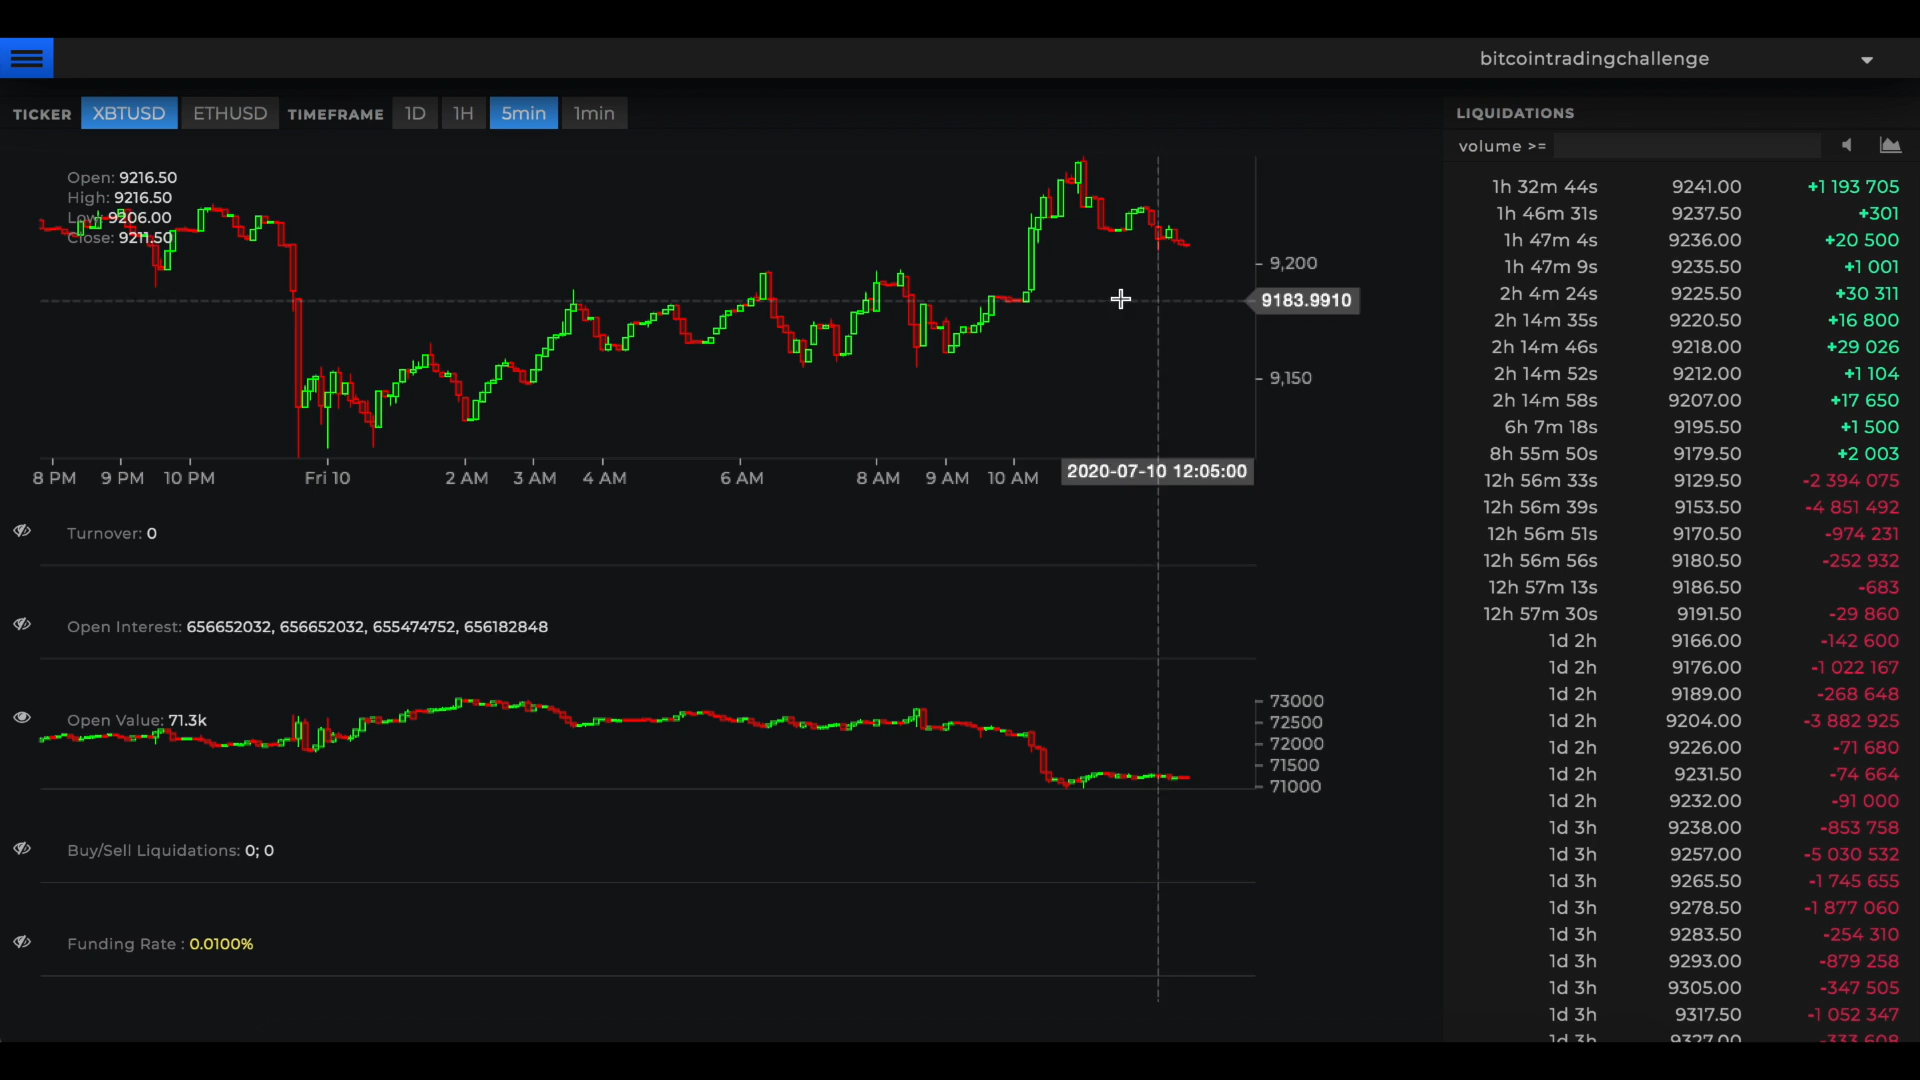 bitcointradingchallenge
TICKER XBTUSD ETHUSD TIMEFRAME 1D 1H 5min 1min
Open: 9216.50
High: 9216.50
Low: 9206.00
Close: 9211.50
9,200
9183.9910
9,150
8 PM 9 PM 10 PM Fri 10 2 AM 3 AM 4 AM 6 AM 8 AM 9 AM 10 AM 2020-07-10 12:05:00
Turnover: 0
Open Interest: 656652032, 656652032, 655474752, 656182848
Open Value: 71.3k
73000
72500
72000
71500
71000
Buy/Sell Liquidations: 0; 0
Funding Rate : 0.0100%
LIQUIDATIONS
volume >=
1h 32m 44s 9241.00 +1 193 705
1h 46m 31s 9237.50 +301
1h 47m 4s 9236.00 +20 500
1h 47m 9s 9235.50 +1 001
2h 4m 24s 9225.50 +30 311
2h 14m 35s 9220.50 +16 800
2h 14m 46s 9218.00 +29 026
2h 14m 52s 9212.00 +1 104
2h 14m 58s 9207.00 +17 650
6h 7m 18s 9195.50 +1 500
8h 55m 50s 9179.50 +2 003
12h 56m 33s 9129.50 -2 394 075
12h 56m 39s 9153.50 -4 851 492
12h 56m 51s 9170.50 -974 231
12h 56m 56s 9180.50 -252 932
12h 57m 13s 9186.50 -683
12h 57m 30s 9191.50 -29 860
1d 2h 9166.00 -142 600
1d 2h 9176.00 -1 022 167
1d 2h 9189.00 -268 648
1d 2h 9204.00 -3 882 925
1d 2h 9226.00 -71 680
1d 2h 9231.50 -74 664
1d 2h 9232.00 -91 000
1d 3h 9238.00 -853 758
1d 3h 9257.00 -5 030 532
1d 3h 9265.50 -1 745 655
1d 3h 9278.50 -1 877 060
1d 3h 9283.50 -254 310
1d 3h 9293.00 -879 258
1d 3h 9305.00 -347 505
1d 3h 9317.50 -1 052 347
1d 3h 9327.00 -333 608